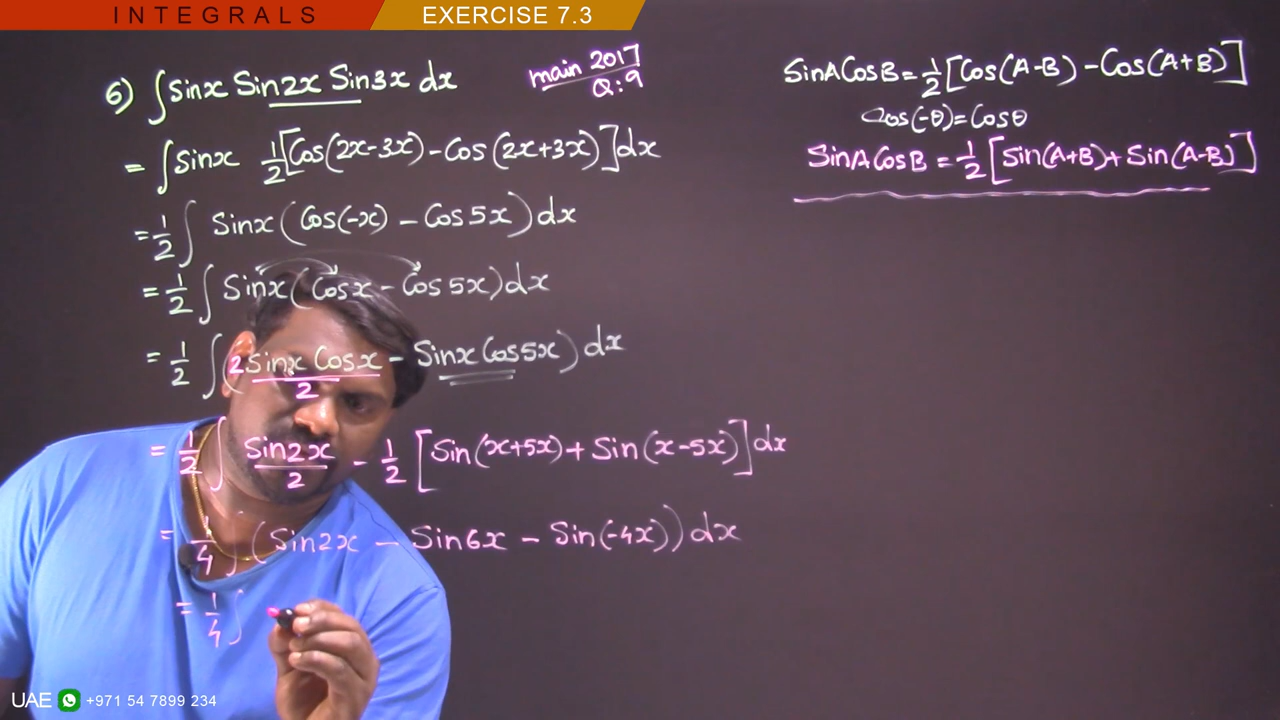 INTEGRALS EXERCISE 7.3
6) ∫ Sinx Sin2x Sin3x dx
main 2017
Q:9
= ∫ Sinx 1/2 [Cos(2x-3x) - Cos(2x+3x)] dx
= 1/2 ∫ Sinx (Cos(-x) - Cos5x) dx
= 1/2 ∫ Sinx (Cosx - Cos5x) dx
= 1/2 ∫ (2Sinx Cosx/2 - Sinx Cos5x) dx
= 1/2 ∫ Sin2x/2 - 1/2 [Sin(x+5x) + Sin(x-5x)] dx
= 1/4 ∫ (Sin2x - Sin6x - Sin(-4x)) dx
= 1/4 ∫
SinACosB = 1/2 [Cos(A-B) - Cos(A+B)]
Cos(-θ) = Cosθ
SinACosB = 1/2 [Sin(A+B) + Sin(A-B)]
UAE +971 54 7899 234